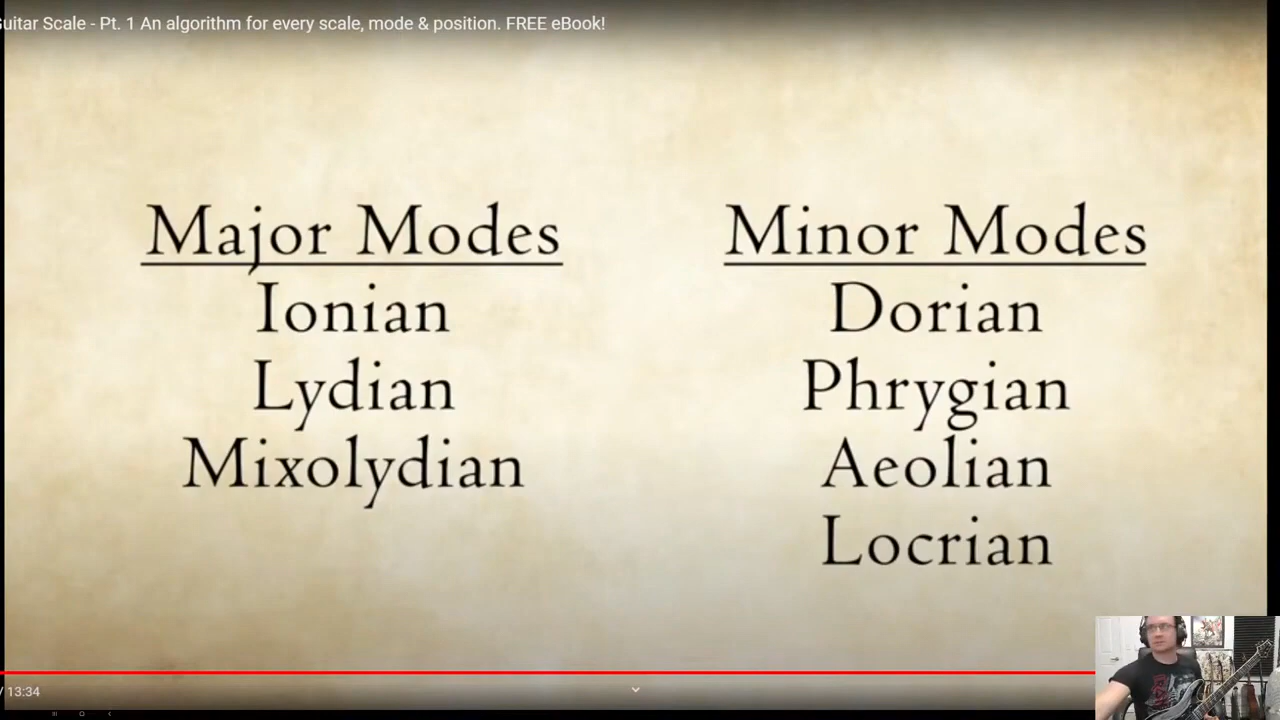 uitar Scale - Pt. 1 An algorithm for every scale, mode & position. FREE eBook!
Major Modes
Ionian
Lydian
Mixolydian
Minor Modes
Dorian
Phrygian
Aeolian
Locrian
/ 13:34